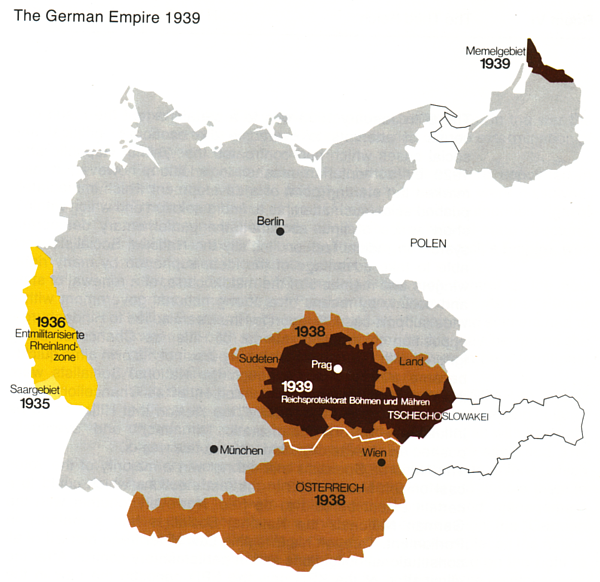 The German Empire 1939
Memelgebiet
1939
Berlin
POLEN
1936
Entmilitarisierte
Rheinland-
zone
Saargebiet
1935
1938
Sudeten
Land
Prag
1939
Reichsprotektorat Böhmen und Mähren
TSCHECHOSLOWAKEI
München
Wien
ÖSTERREICH
1938